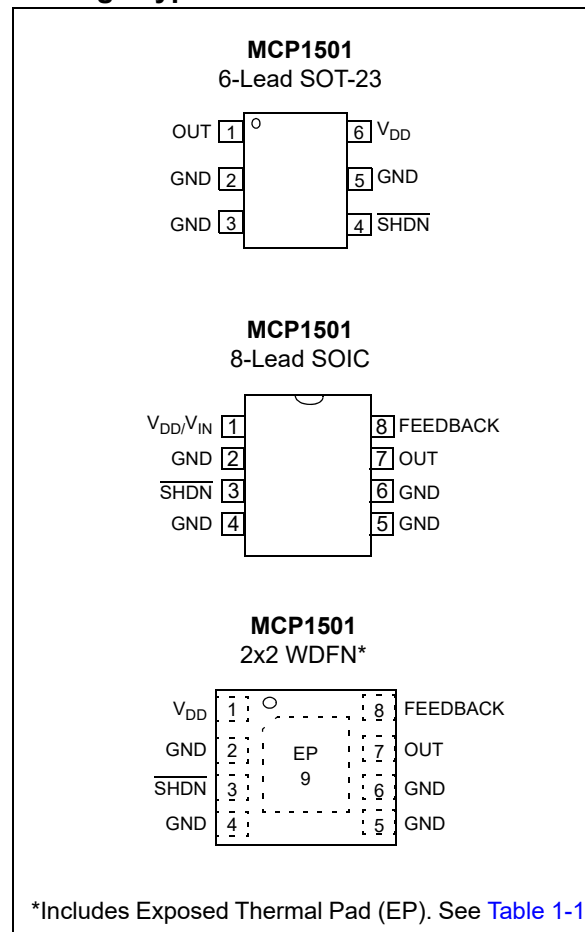 MCP1501
6-Lead SOT-23
OUT 1 6 VDD
GND 2 5 GND
GND 3 4 SHDN
MCP1501
8-Lead SOIC
VDD/VIN 1 8 FEEDBACK
GND 2 7 OUT
SHDN 3 6 GND
GND 4 5 GND
MCP1501
2x2 WDFN*
VDD 1 8 FEEDBACK
GND 2 EP 7 OUT
SHDN 3 9 6 GND
GND 4 5 GND
*Includes Exposed Thermal Pad (EP). See Table 1-1